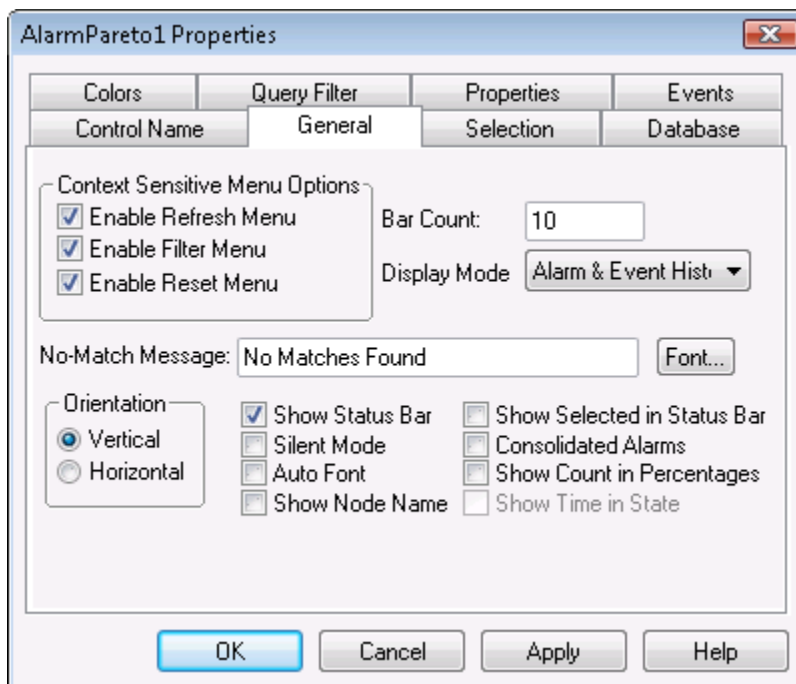 AlarmPareto1 Properties
Colors Query Filter Properties Events
Control Name General Selection Database
Context Sensitive Menu Options
Enable Refresh Menu
Enable Filter Menu
Enable Reset Menu
Bar Count: 10
Display Mode Alarm & Event Hist
No-Match Message: No Matches Found Font...
Orientation
Vertical
Horizontal
Show Status Bar
Silent Mode
Auto Font
Show Node Name
Show Selected in Status Bar
Consolidated Alarms
Show Count in Percentages
Show Time in State
OK Cancel Apply Help